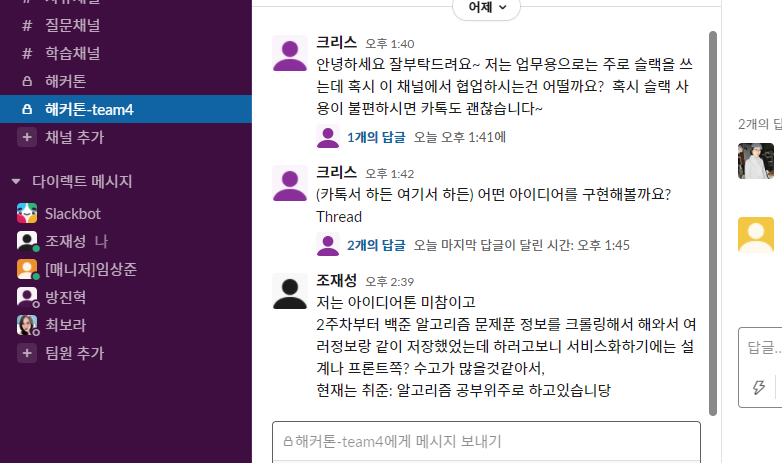 # 질문채널
# 학습채널
해커톤
해커톤-team4
+ 채널 추가
다이렉트 메시지
Slackbot
조재성 나
[매니저]임상준
방진혁
최보라
+ 팀원 추가
어제
크리스 오후 1:40
안녕하세요 잘부탁드려요~ 저는 업무용으로는 주로 슬랙을 쓰
는데 혹시 이 채널에서 협업하시는건 어떨까요? 혹시 슬랙 사
용이 불편하시면 카톡도 괜찮습니다~
1개의 답글 오늘 오후 1:41에
크리스 오후 1:42
(카톡서 하든 여기서 하든) 어떤 아이디어를 구현해볼까요?
Thread
2개의 답글 오늘 마지막 답글이 달린 시간: 오후 1:45
조재성 오후 2:39
저는 아이디어톤 미참이고
2주차부터 백준 알고리즘 문제푼 정보를 크롤링해서 해와서 여
러정보랑 같이 저장했었는데 하려고보니 서비스화하기에는 설
계나 프론트쪽? 수고가 많을것같아서,
현재는 취준: 알고리즘 공부위주로 하고있습니당
해커톤-team4에게 메시지 보내기
2개의
답글...